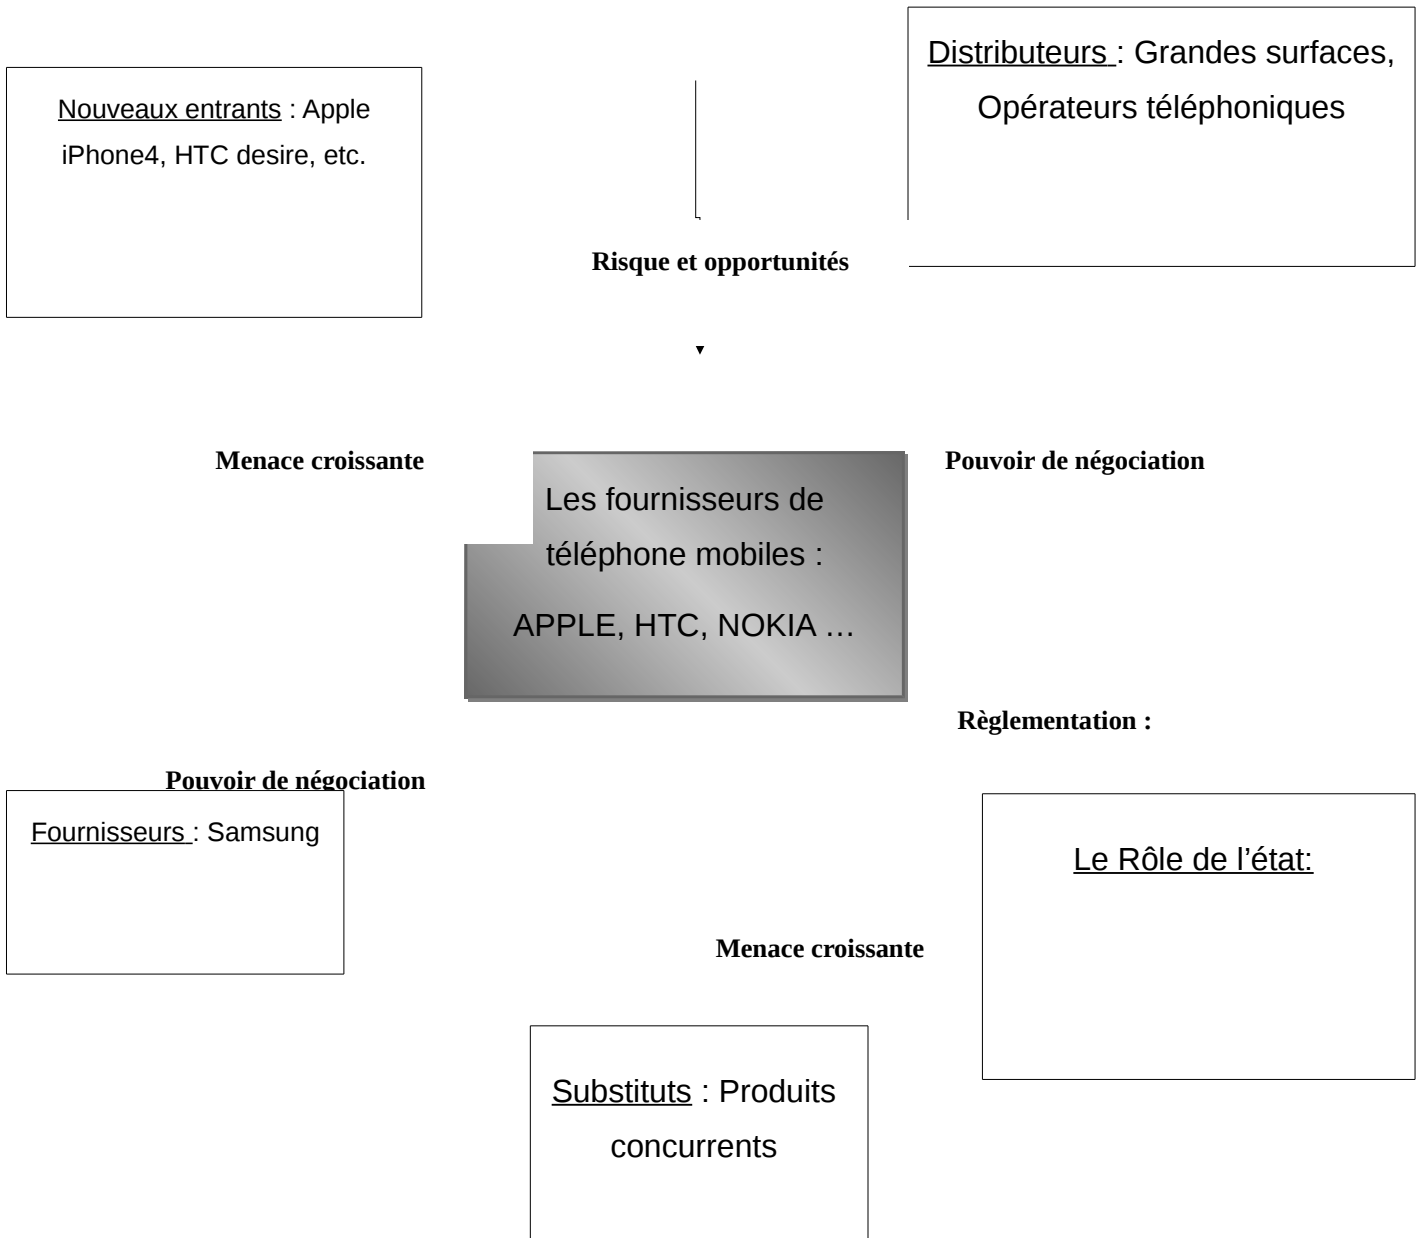 Distributeurs : Grandes surfaces,
Opérateurs téléphoniques
Nouveaux entrants : Apple
iPhone4, HTC desire, etc.
Risque et opportunités
Menace croissante
Pouvoir de négociation
Les fournisseurs de
téléphone mobiles :
APPLE, HTC, NOKIA …
Règlementation :
Pouvoir de négociation
Fournisseurs : Samsung
Le Rôle de l’état:
Menace croissante
Substituts : Produits
concurrents